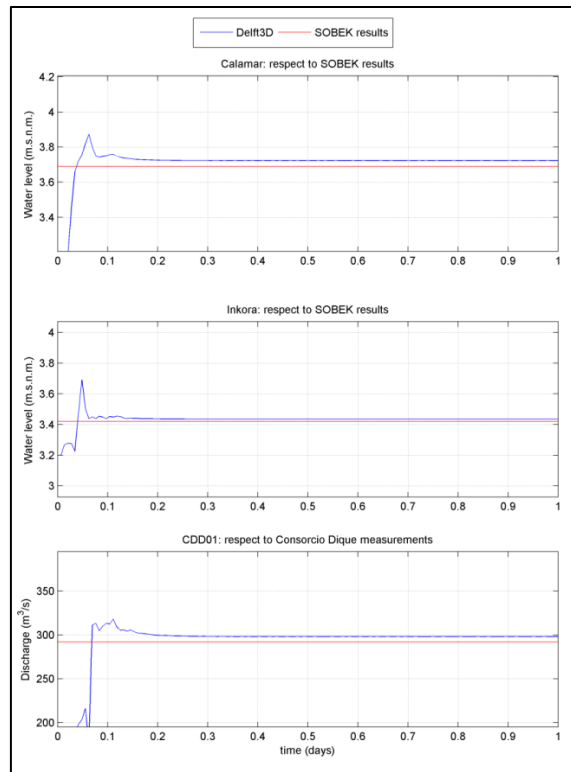 Delft3D SOBEK results
Calamar: respect to SOBEK results
Water level (m.s.n.m.)
4.2
4
3.8
3.6
3.4
0 0.1 0.2 0.3 0.4 0.5 0.6 0.7 0.8 0.9 1
Inkora: respect to SOBEK results
Water level (m.s.n.m.)
4
3.8
3.6
3.4
3.2
3
0 0.1 0.2 0.3 0.4 0.5 0.6 0.7 0.8 0.9 1
CDD01: respect to Consorcio Dique measurements
Discharge (m³/s)
350
300
250
200
0 0.1 0.2 0.3 0.4 0.5 0.6 0.7 0.8 0.9 1
time (days)